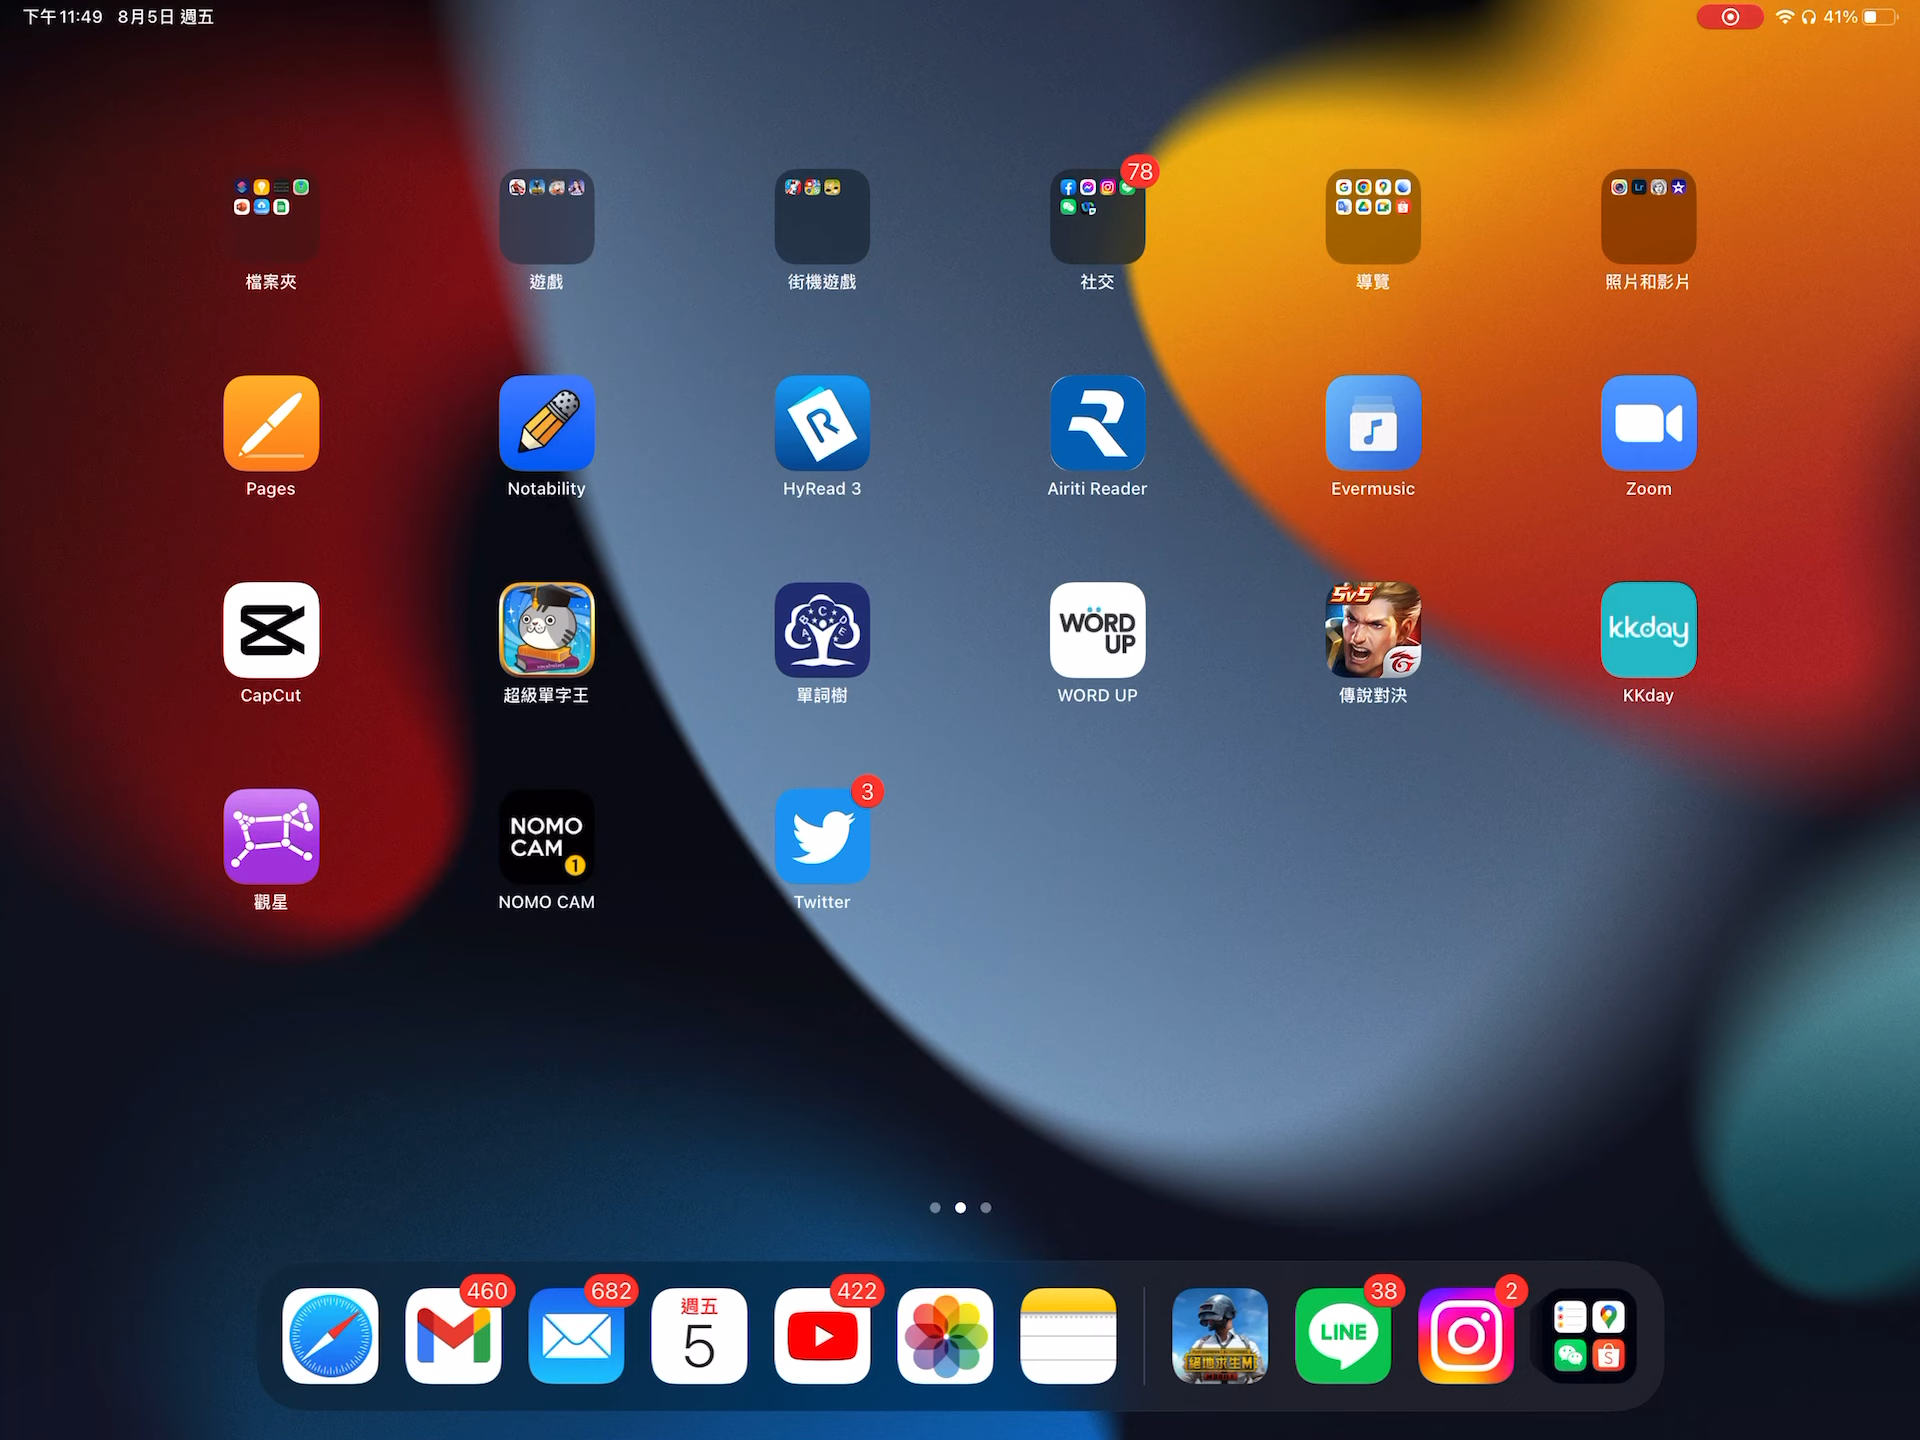 下午11:49 8月5日 週五
41%
78
檔案夾
遊戲
街機遊戲
社交
導覽
照片和影片
Pages
Notability
HyRead 3
Airiti Reader
Evermusic
Zoom
WORD UP
5v5
kkday
CapCut
超級單字王
單詞樹
WORD UP
傳說對決
KKday
NOMO CAM 1
3
觀星
NOMO CAM
Twitter
460
682
週五
5
422
絕地求生M
LINE
38
2